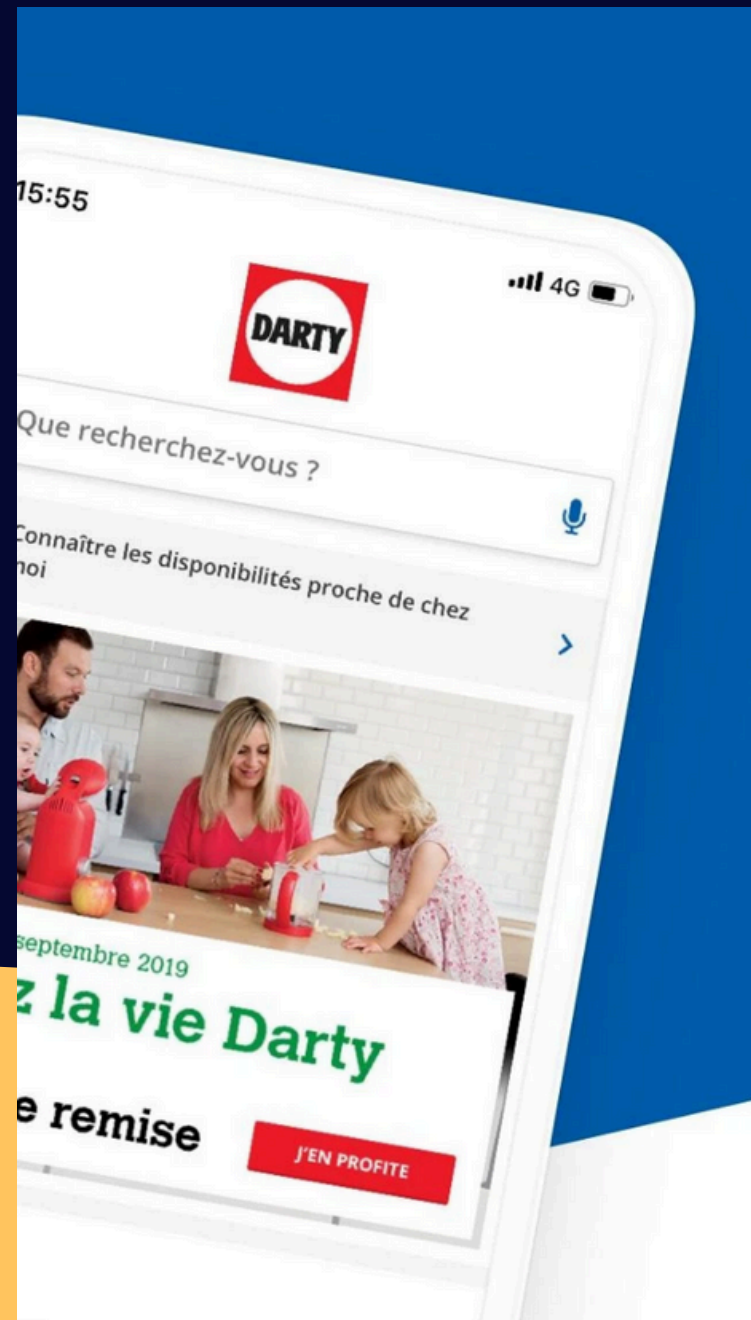 15:55
4G
DARTY
Que recherchez-vous ?
Connaître les disponibilités proche de chez
moi
septembre 2019
z la vie Darty
e remise
J'EN PROFITE